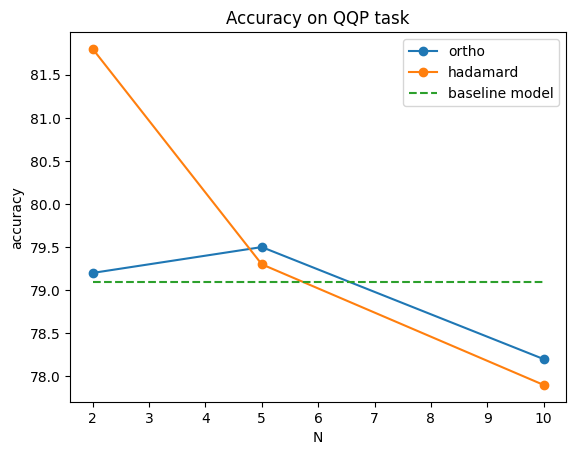 Accuracy on QQP task
ortho
hadamard
baseline model
accuracy
81.5
81.0
80.5
80.0
79.5
79.0
78.5
78.0
2 3 4 5 6 7 8 9 10
N